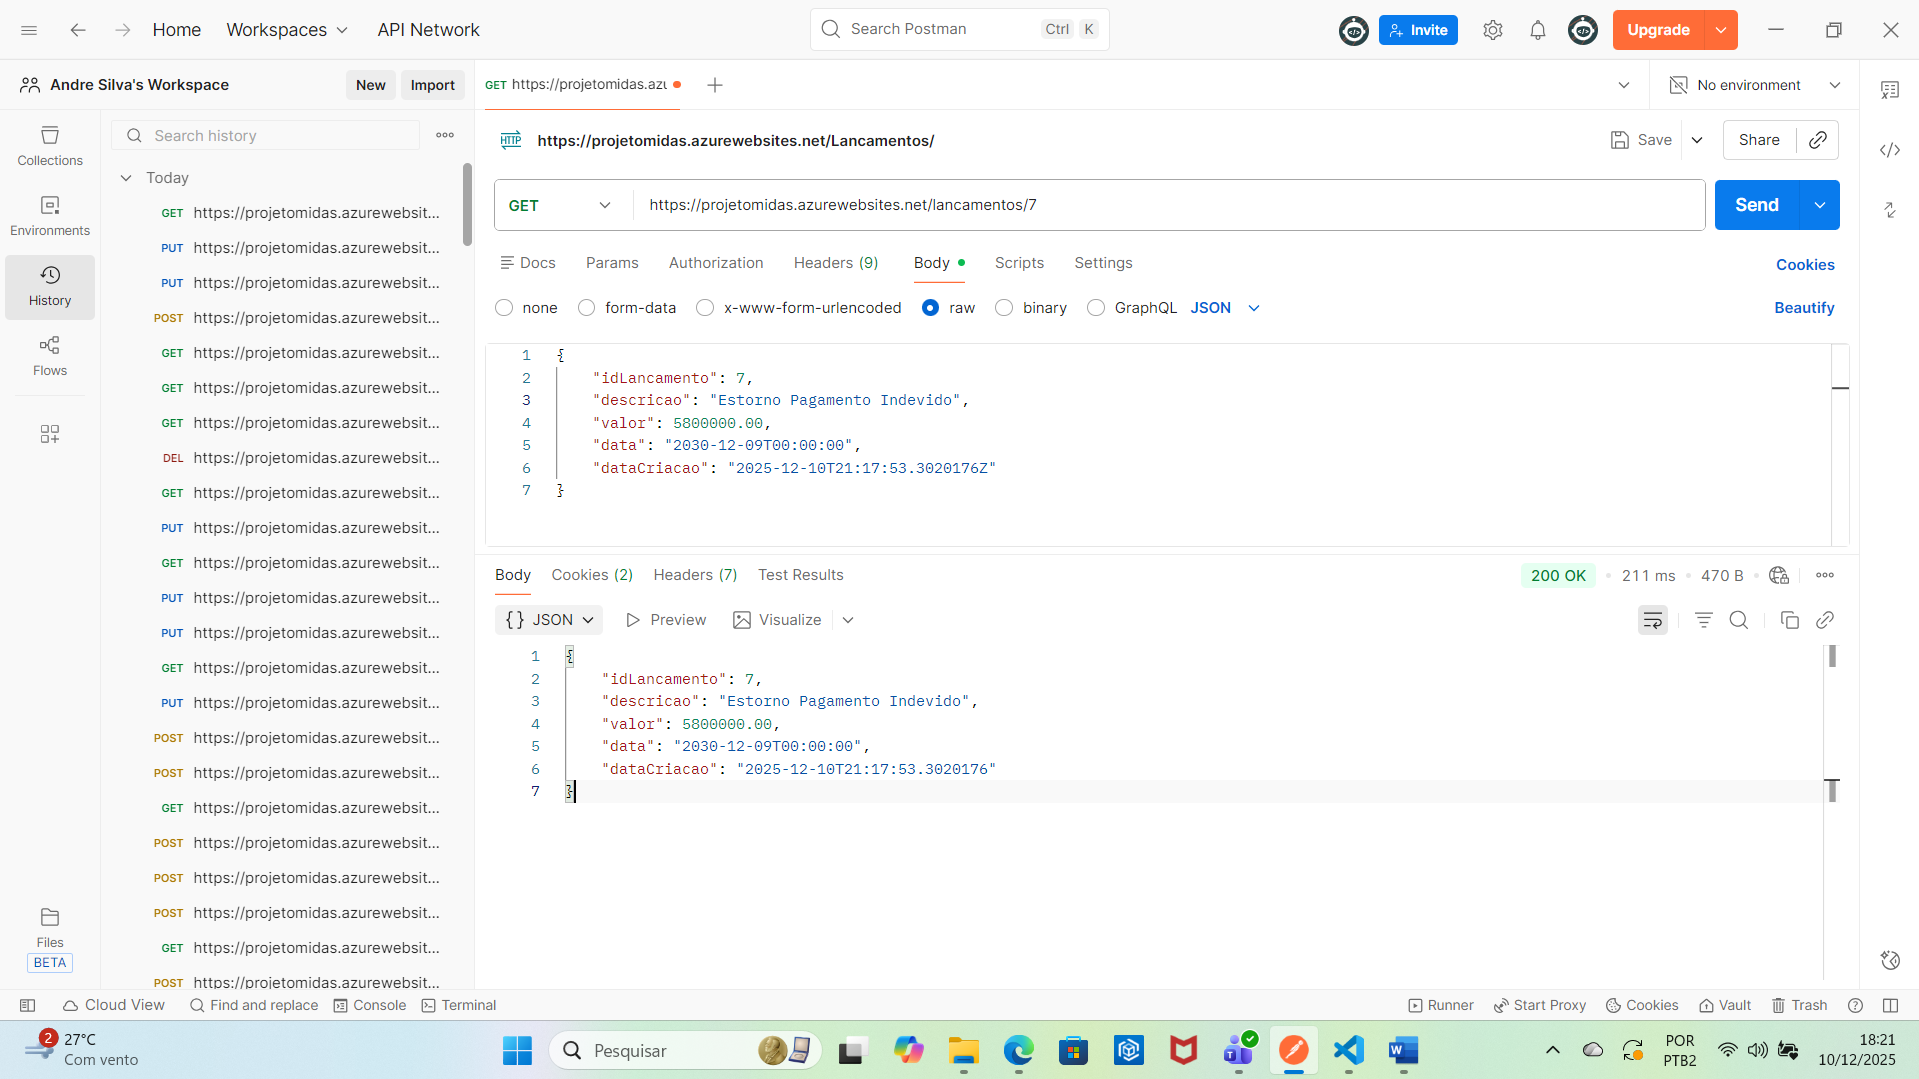 Home
Workspaces
API Network
Search Postman
Ctrl
K
Invite
Upgrade
Andre Silva's Workspace
New
Import
GET https://projetomidas.azu
No environment
Collections
Environments
History
Flows
Files
BETA
Search history
Today
GET https://projetomidas.azurewebsit...
PUT https://projetomidas.azurewebsit...
PUT https://projetomidas.azurewebsit...
POST https://projetomidas.azurewebsit...
GET https://projetomidas.azurewebsit...
GET https://projetomidas.azurewebsit...
GET https://projetomidas.azurewebsit...
DEL https://projetomidas.azurewebsit...
GET https://projetomidas.azurewebsit...
PUT https://projetomidas.azurewebsit...
GET https://projetomidas.azurewebsit...
PUT https://projetomidas.azurewebsit...
PUT https://projetomidas.azurewebsit...
GET https://projetomidas.azurewebsit...
PUT https://projetomidas.azurewebsit...
POST https://projetomidas.azurewebsit...
POST https://projetomidas.azurewebsit...
GET https://projetomidas.azurewebsit...
POST https://projetomidas.azurewebsit...
POST https://projetomidas.azurewebsit...
POST https://projetomidas.azurewebsit...
GET https://projetomidas.azurewebsit...
POST https://projetomidas.azurewebsit...
HTTP https://projetomidas.azurewebsites.net/Lancamentos/
Save
Share
GET https://projetomidas.azurewebsites.net/lancamentos/7
Send
Docs Params Authorization Headers (9) Body Scripts Settings
Cookies
none form-data x-www-form-urlencoded raw binary GraphQL JSON
Beautify
1 {
2 "idLancamento": 7,
3 "descricao": "Estorno Pagamento Indevido",
4 "valor": 5800000.00,
5 "data": "2030-12-09T00:00:00",
6 "dataCriacao": "2025-12-10T21:17:53.3020176Z"
7 }
Body Cookies (2) Headers (7) Test Results
200 OK 211 ms 470 B
{} JSON Preview Visualize
1 {
2 "idLancamento": 7,
3 "descricao": "Estorno Pagamento Indevido",
4 "valor": 5800000.00,
5 "data": "2030-12-09T00:00:00",
6 "dataCriacao": "2025-12-10T21:17:53.3020176"
7 }
Cloud View
Find and replace
Console
Terminal
Runner
Start Proxy
Cookies
Vault
Trash
2
27°C
Com vento
Pesquisar
POR
PTB2
18:21
10/12/2025